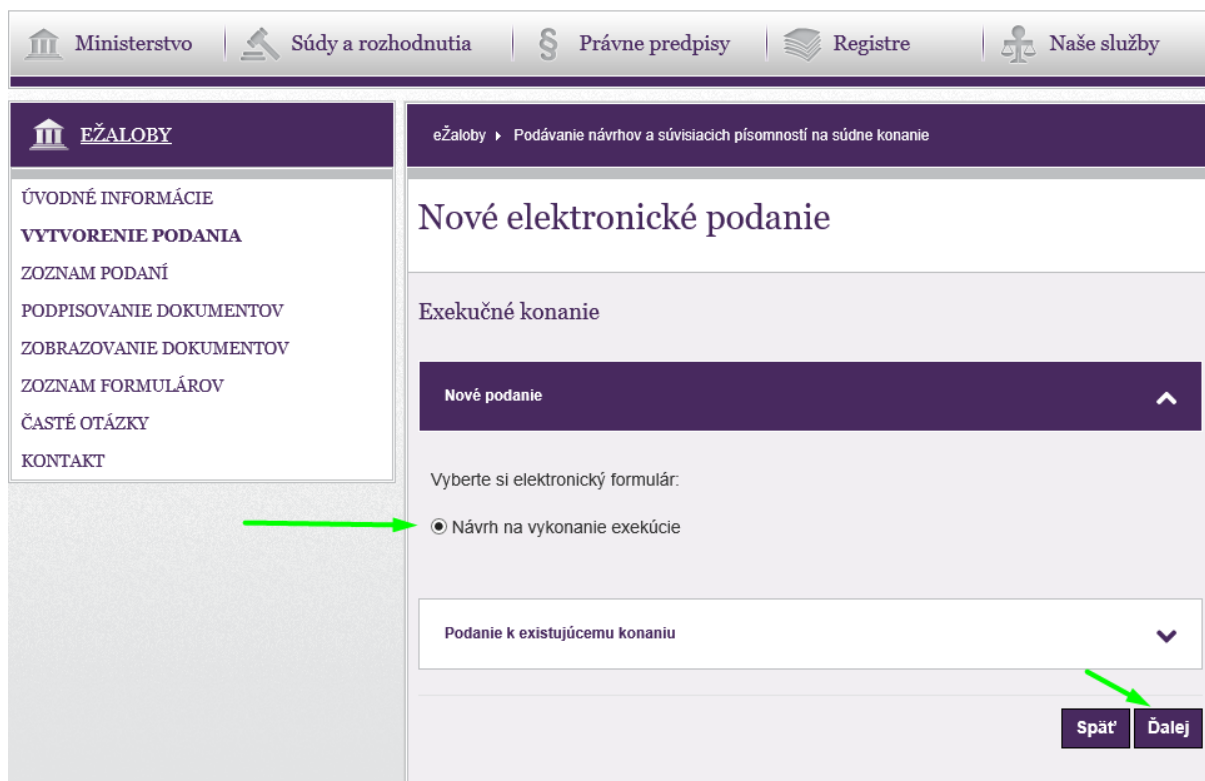 Ministerstvo
Súdy a rozhodnutia
§ Právne predpisy
Registre
Naše služby
EŽALOBY
ÚVODNÉ INFORMÁCIE
VYTVORENIE PODANIA
ZOZNAM PODANÍ
PODPISOVANIE DOKUMENTOV
ZOBRAZOVANIE DOKUMENTOV
ZOZNAM FORMULÁROV
ČASTÉ OTÁZKY
KONTAKT
eŽaloby Podávanie návrhov a súvisiacich písomností na súdne konanie
Nové elektronické podanie
Exekučné konanie
Nové podanie
Vyberte si elektronický formulár:
Návrh na vykonanie exekúcie
Podanie k existujúcemu konaniu
Späť
Ďalej